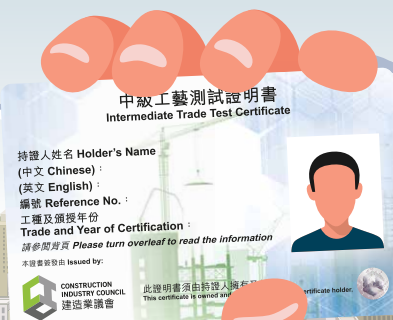 中級工藝測試證明書
Intermediate Trade Test Certificate
持證人姓名 Holder's Name
(中文 Chinese)：
(英文 English)：
編號 Reference No.：
工種及頒授年份
Trade and Year of Certification：
請參閱背頁 Please turn overleaf to read the information
本證書簽發由 Issued by:
CONSTRUCTION
INDUSTRY COUNCIL
建造業議會
此證明書須由持證人擁有
This certificate is owned and certificate holder.